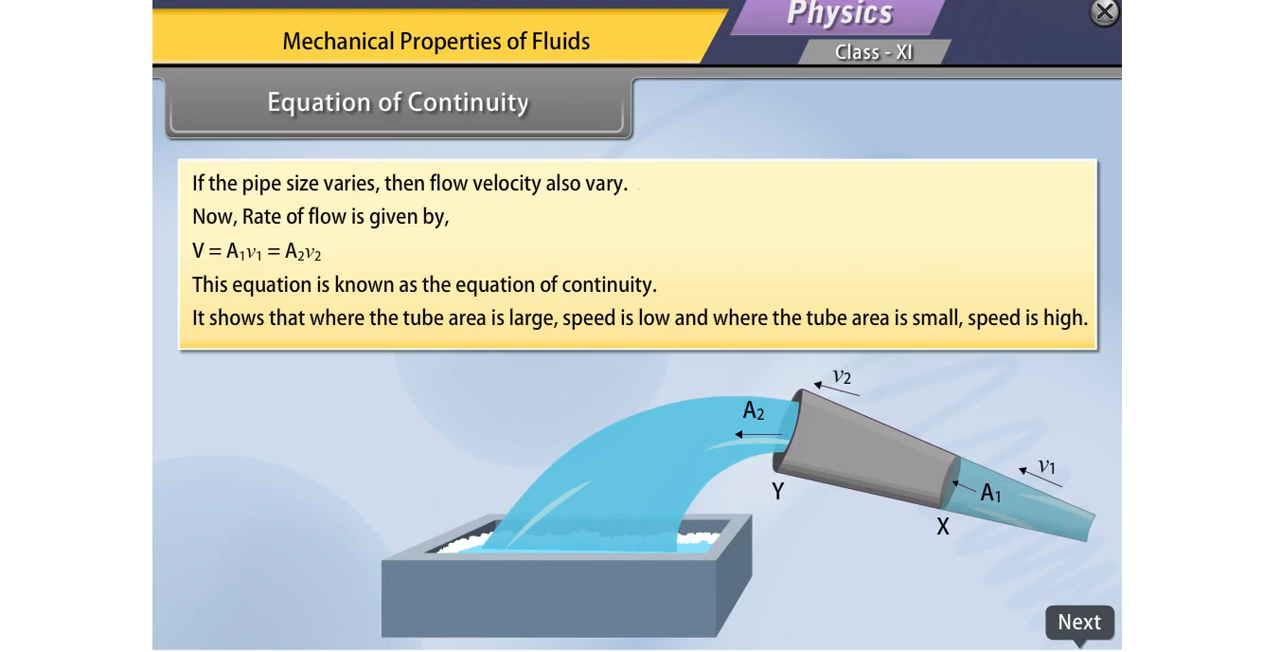 Physics
Mechanical Properties of Fluids
Class - XI
Equation of Continuity
If the pipe size varies, then flow velocity also vary.
Now, Rate of flow is given by,
V = A₁v₁ = A₂v₂
This equation is known as the equation of continuity.
It shows that where the tube area is large, speed is low and where the tube area is small, speed is high.
v₂
A₂
v₁
Y
A₁
X
Next